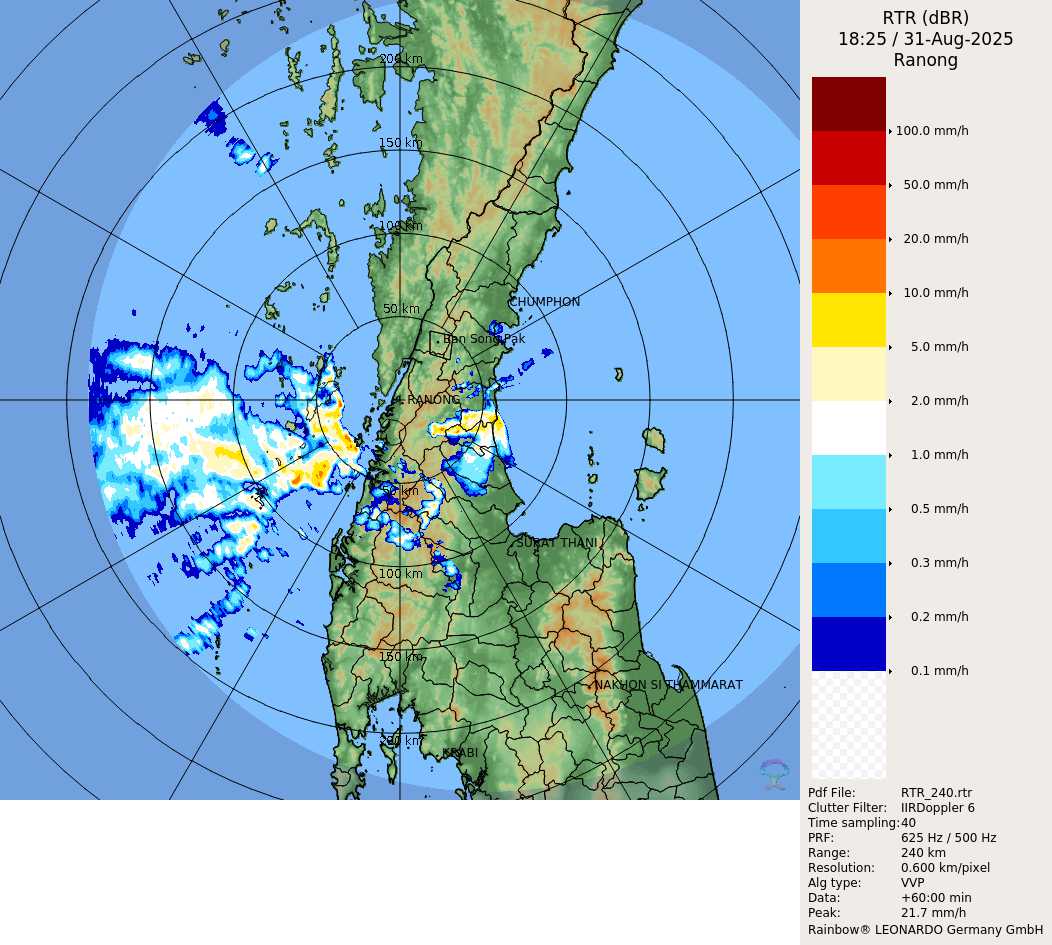 RTR (dBR)
18:25 / 31-Aug-2025
Ranong
100.0 mm/h
50.0 mm/h
20.0 mm/h
10.0 mm/h
5.0 mm/h
2.0 mm/h
1.0 mm/h
0.5 mm/h
0.3 mm/h
0.2 mm/h
0.1 mm/h
200 km
150 km
100 km
50 km
CHUMPHON
Ban Song Pak
RANONG
50 km
SURAT THANI
100 km
150 km
NAKHON SI THAMMARAT
200 km
KRABI
Pdf File: RTR_240.rtr
Clutter Filter: IIRDoppler 6
Time sampling: 40
PRF: 625 Hz / 500 Hz
Range: 240 km
Resolution: 0.600 km/pixel
Alg type: VVP
Data: +60:00 min
Peak: 21.7 mm/h
Rainbow® LEONARDO Germany GmbH